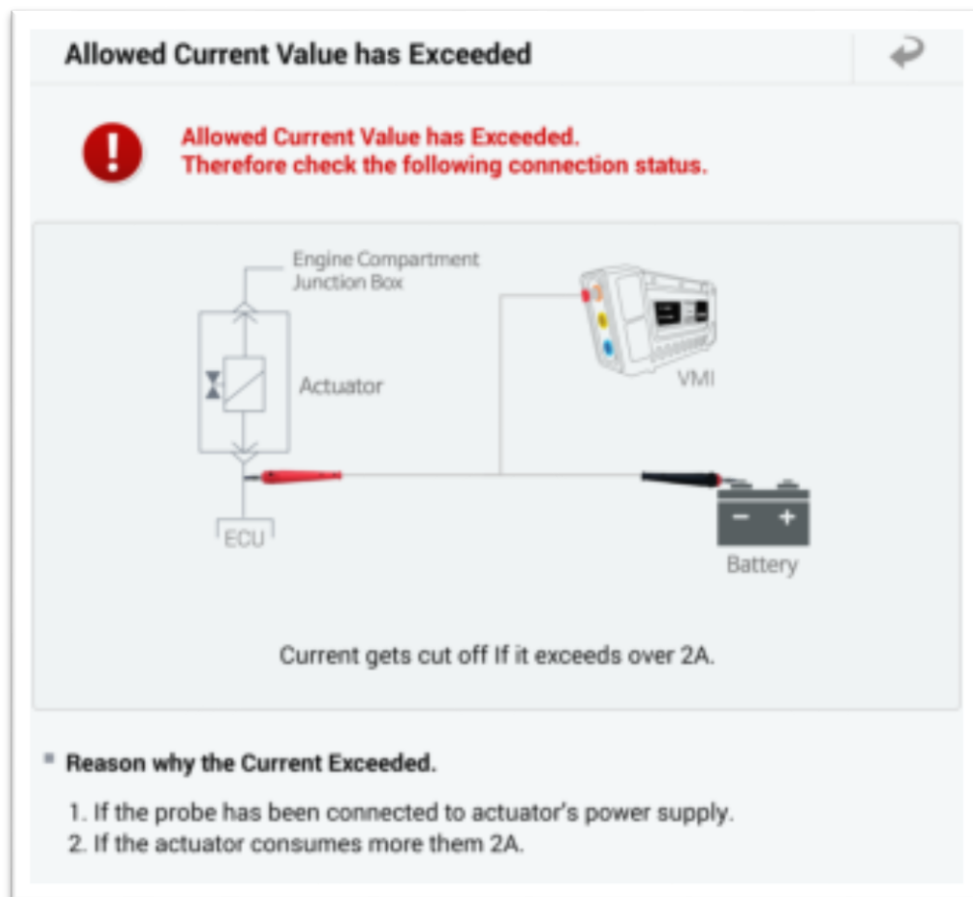 Allowed Current Value has Exceeded
Allowed Current Value has Exceeded.
Therefore check the following connection status.
Engine Compartment
Junction Box
VMI
Actuator
ECU
- +
Battery
Current gets cut off If it exceeds over 2A.
Reason why the Current Exceeded.
1. If the probe has been connected to actuator's power supply.
2. If the actuator consumes more them 2A.